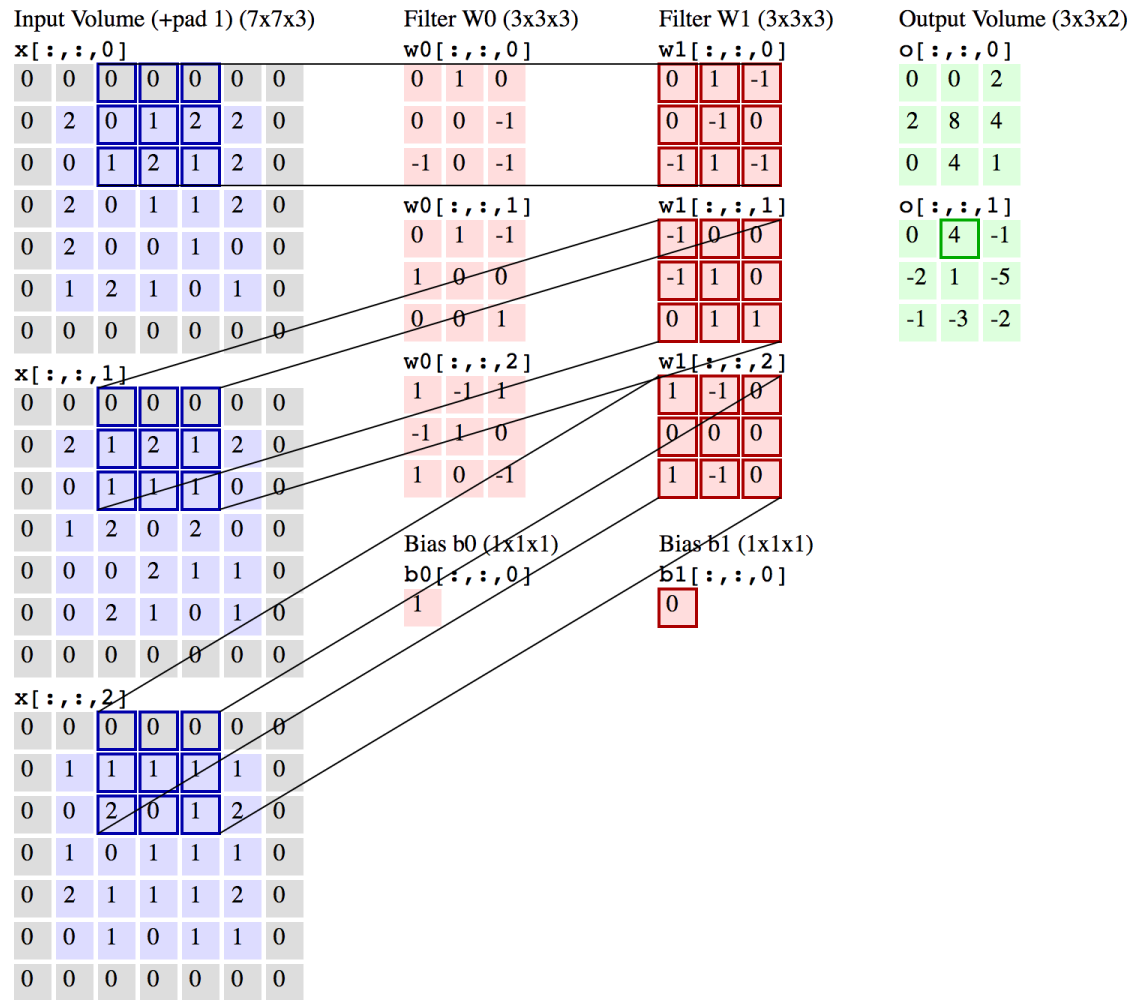 Input Volume (+pad 1) (7x7x3)
x[:,:,0]
0 0 0 0 0 0 0
0 2 0 1 2 2 0
0 0 1 2 1 2 0
0 2 0 1 1 2 0
0 2 0 0 1 0 0
0 1 2 1 0 1 0
0 0 0 0 0 0 0
x[:,:,1]
0 0 0 0 0 0 0
0 2 1 2 1 2 0
0 0 1 1 1 0 0
0 1 2 0 2 0 0
0 0 0 2 1 1 0
0 0 2 1 0 1 0
0 0 0 0 0 0 0
x[:,:,2]
0 0 0 0 0 0 0
0 1 1 1 1 1 0
0 0 2 0 1 2 0
0 1 0 1 1 1 0
0 2 1 1 1 2 0
0 0 1 0 1 1 0
0 0 0 0 0 0 0
Filter W0 (3x3x3)
w0[:,:,0]
0 1 0
0 0 -1
-1 0 -1
w0[:,:,1]
0 1 -1
1 0 0
0 0 1
w0[:,:,2]
1 -1 1
-1 1 0
1 0 -1
Bias b0 (1x1x1)
b0[:,:,0]
1
Filter W1 (3x3x3)
w1[:,:,0]
0 1 -1
0 -1 0
-1 1 -1
w1[:,:,1]
-1 0 0
-1 1 0
0 1 1
w1[:,:,2]
1 -1 0
0 0 0
1 -1 0
Bias b1 (1x1x1)
b1[:,:,0]
0
Output Volume (3x3x2)
o[:,:,0]
0 0 2
2 8 4
0 4 1
o[:,:,1]
0 4 -1
-2 1 -5
-1 -3 -2